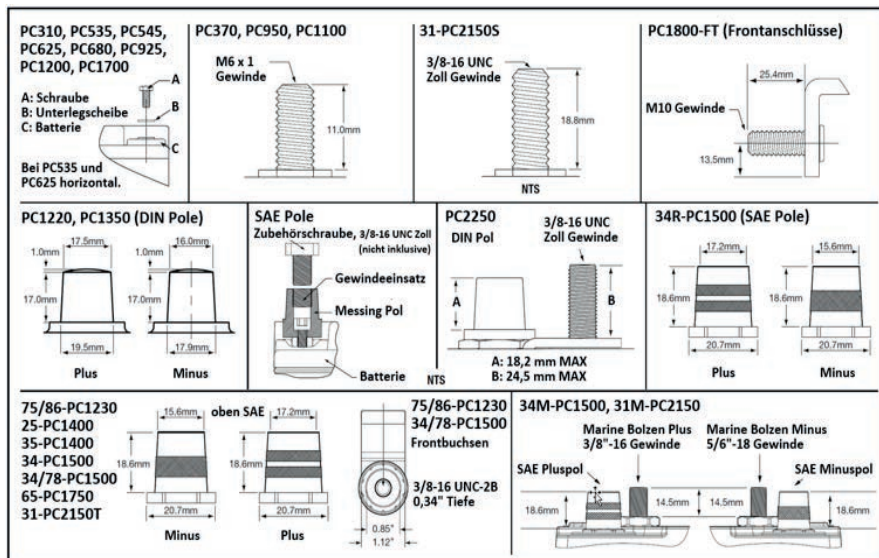 PC310, PC535, PC545,
PC625, PC680, PC925,
PC1200, PC1700
A: Schraube
B: Unterlegscheibe
C: Batterie
Bei PC535 und
PC625 horizontal.
A
B
C
PC370, PC950, PC1100
M6 x 1
Gewinde
11.0mm
31-PC2150S
3/8-16 UNC
Zoll Gewinde
18.8mm
NTS
PC1800-FT (Frontanschlüsse)
25.4mm
M10 Gewinde
13.5mm
PC1220, PC1350 (DIN Pole)
17.5mm
1.0mm
17.0mm
19.5mm
Plus
16.0mm
1.0mm
17.0mm
17.9mm
Minus
SAE Pole
Zubehörschraube, 3/8-16 UNC Zoll
(nicht inklusive)
Gewindeeinsatz
Messing Pol
Batterie
NTS
PC2250
DIN Pol
3/8-16 UNC
Zoll Gewinde
A
B
A: 18,2 mm MAX
B: 24,5 mm MAX
34R-PC1500 (SAE Pole)
17.2mm
18.6mm
20.7mm
Plus
15.6mm
18.6mm
20.7mm
Minus
75/86-PC1230
25-PC1400
35-PC1400
34-PC1500
34/78-PC1500
65-PC1750
31-PC2150T
oben SAE
15.6mm
18.6mm
20.7mm
Minus
17.2mm
18.6mm
20.7mm
Plus
75/86-PC1230
34/78-PC1500
Frontbuchsen
3/8-16 UNC-2B
0,34" Tiefe
0.85"
1.12"
34M-PC1500, 31M-PC2150
Marine Bolzen Plus
3/8"-16 Gewinde
Marine Bolzen Minus
5/6"-18 Gewinde
SAE Pluspol
SAE Minuspol
18.6mm
14.5mm
14.5mm
18.6mm